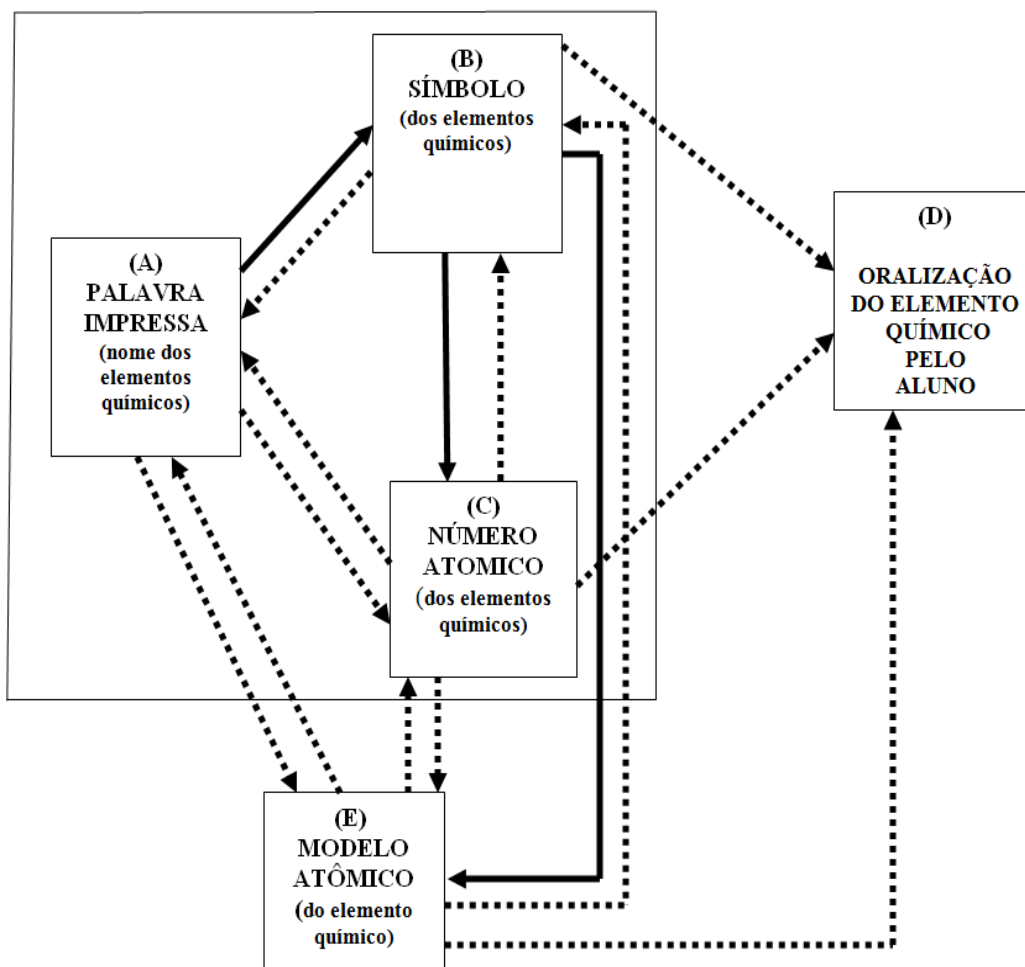 (B)
SÍMBOLO
(dos elementos
químicos)
(A)
PALAVRA
IMPRESSA
(nome dos
elementos
químicos)
(D)
ORALIZAÇÃO
DO ELEMENTO
QUÍMICO
PELO
ALUNO
(C)
NÚMERO
ATOMICO
(dos elementos
químicos)
(E)
MODELO
ATÔMICO
(do elemento
químico)